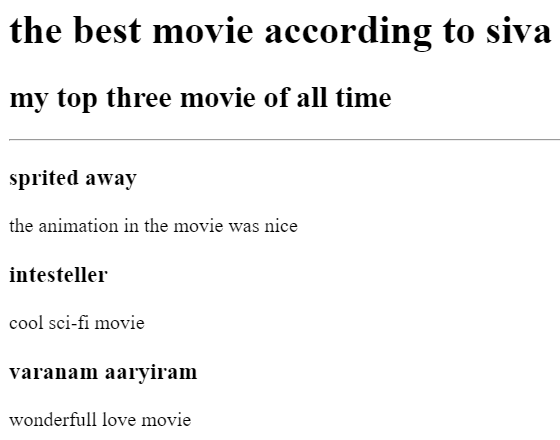 the best movie according to siva
my top three movie of all time
sprited away
the animation in the movie was nice
intesteller
cool sci-fi movie
varanam aaryiram
wonderfull love movie